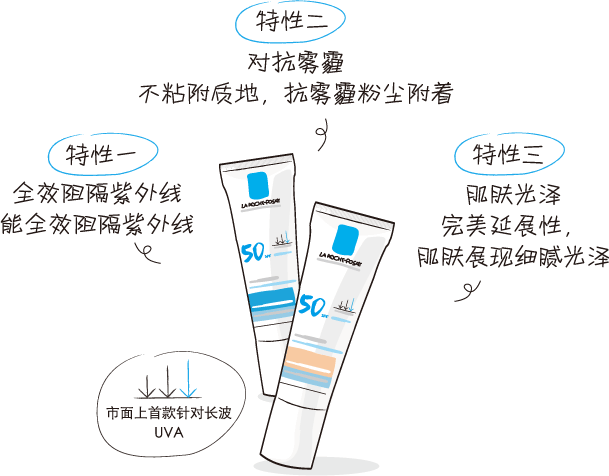 特性二
对抗雾霾
不粘附质地，抗雾霾粉尘附着
特性一
全效阻隔紫外线
能全效阻隔紫外线
特性三
肌肤光泽
完美延展性，
肌肤展现细腻光泽
LA ROCHE-POSAY
50
LA ROCHE-POSAY
50
市面上首款针对长波
UVA